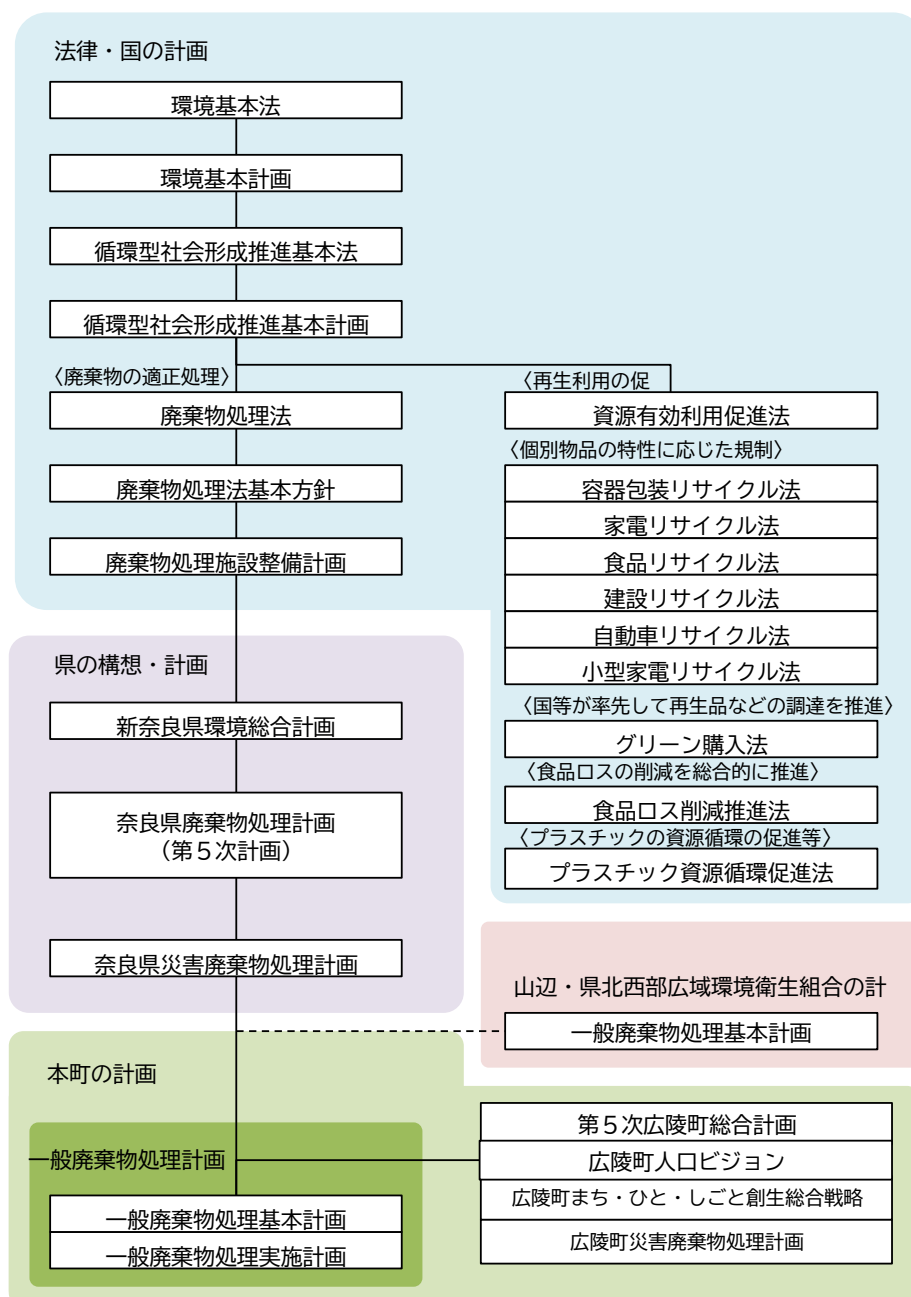 法律・国の計画
環境基本法
環境基本計画
循環型社会形成推進基本法
循環型社会形成推進基本計画
〈廃棄物の適正処理〉
廃棄物処理法
廃棄物処理法基本方針
廃棄物処理施設整備計画
〈再生利用の促
資源有効利用促進法
〈個別物品の特性に応じた規制〉
容器包装リサイクル法
家電リサイクル法
食品リサイクル法
建設リサイクル法
自動車リサイクル法
小型家電リサイクル法
〈国等が率先して再生品などの調達を推進〉
グリーン購入法
〈食品ロスの削減を総合的に推進〉
食品ロス削減推進法
〈プラスチックの資源循環の促進等〉
プラスチック資源循環促進法
県の構想・計画
新奈良県環境総合計画
奈良県廃棄物処理計画
（第５次計画）
奈良県災害廃棄物処理計画
山辺・県北西部広域環境衛生組合の計
一般廃棄物処理基本計画
本町の計画
一般廃棄物処理計画
一般廃棄物処理基本計画
一般廃棄物処理実施計画
第５次広陵町総合計画
広陵町人口ビジョン
広陵町まち・ひと・しごと創生総合戦略
広陵町災害廃棄物処理計画